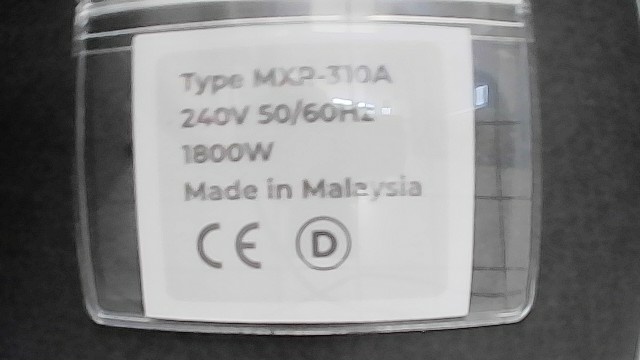 Type MXP-310A
240V 50/60Hz
1800W
Made in Malaysia
CE D